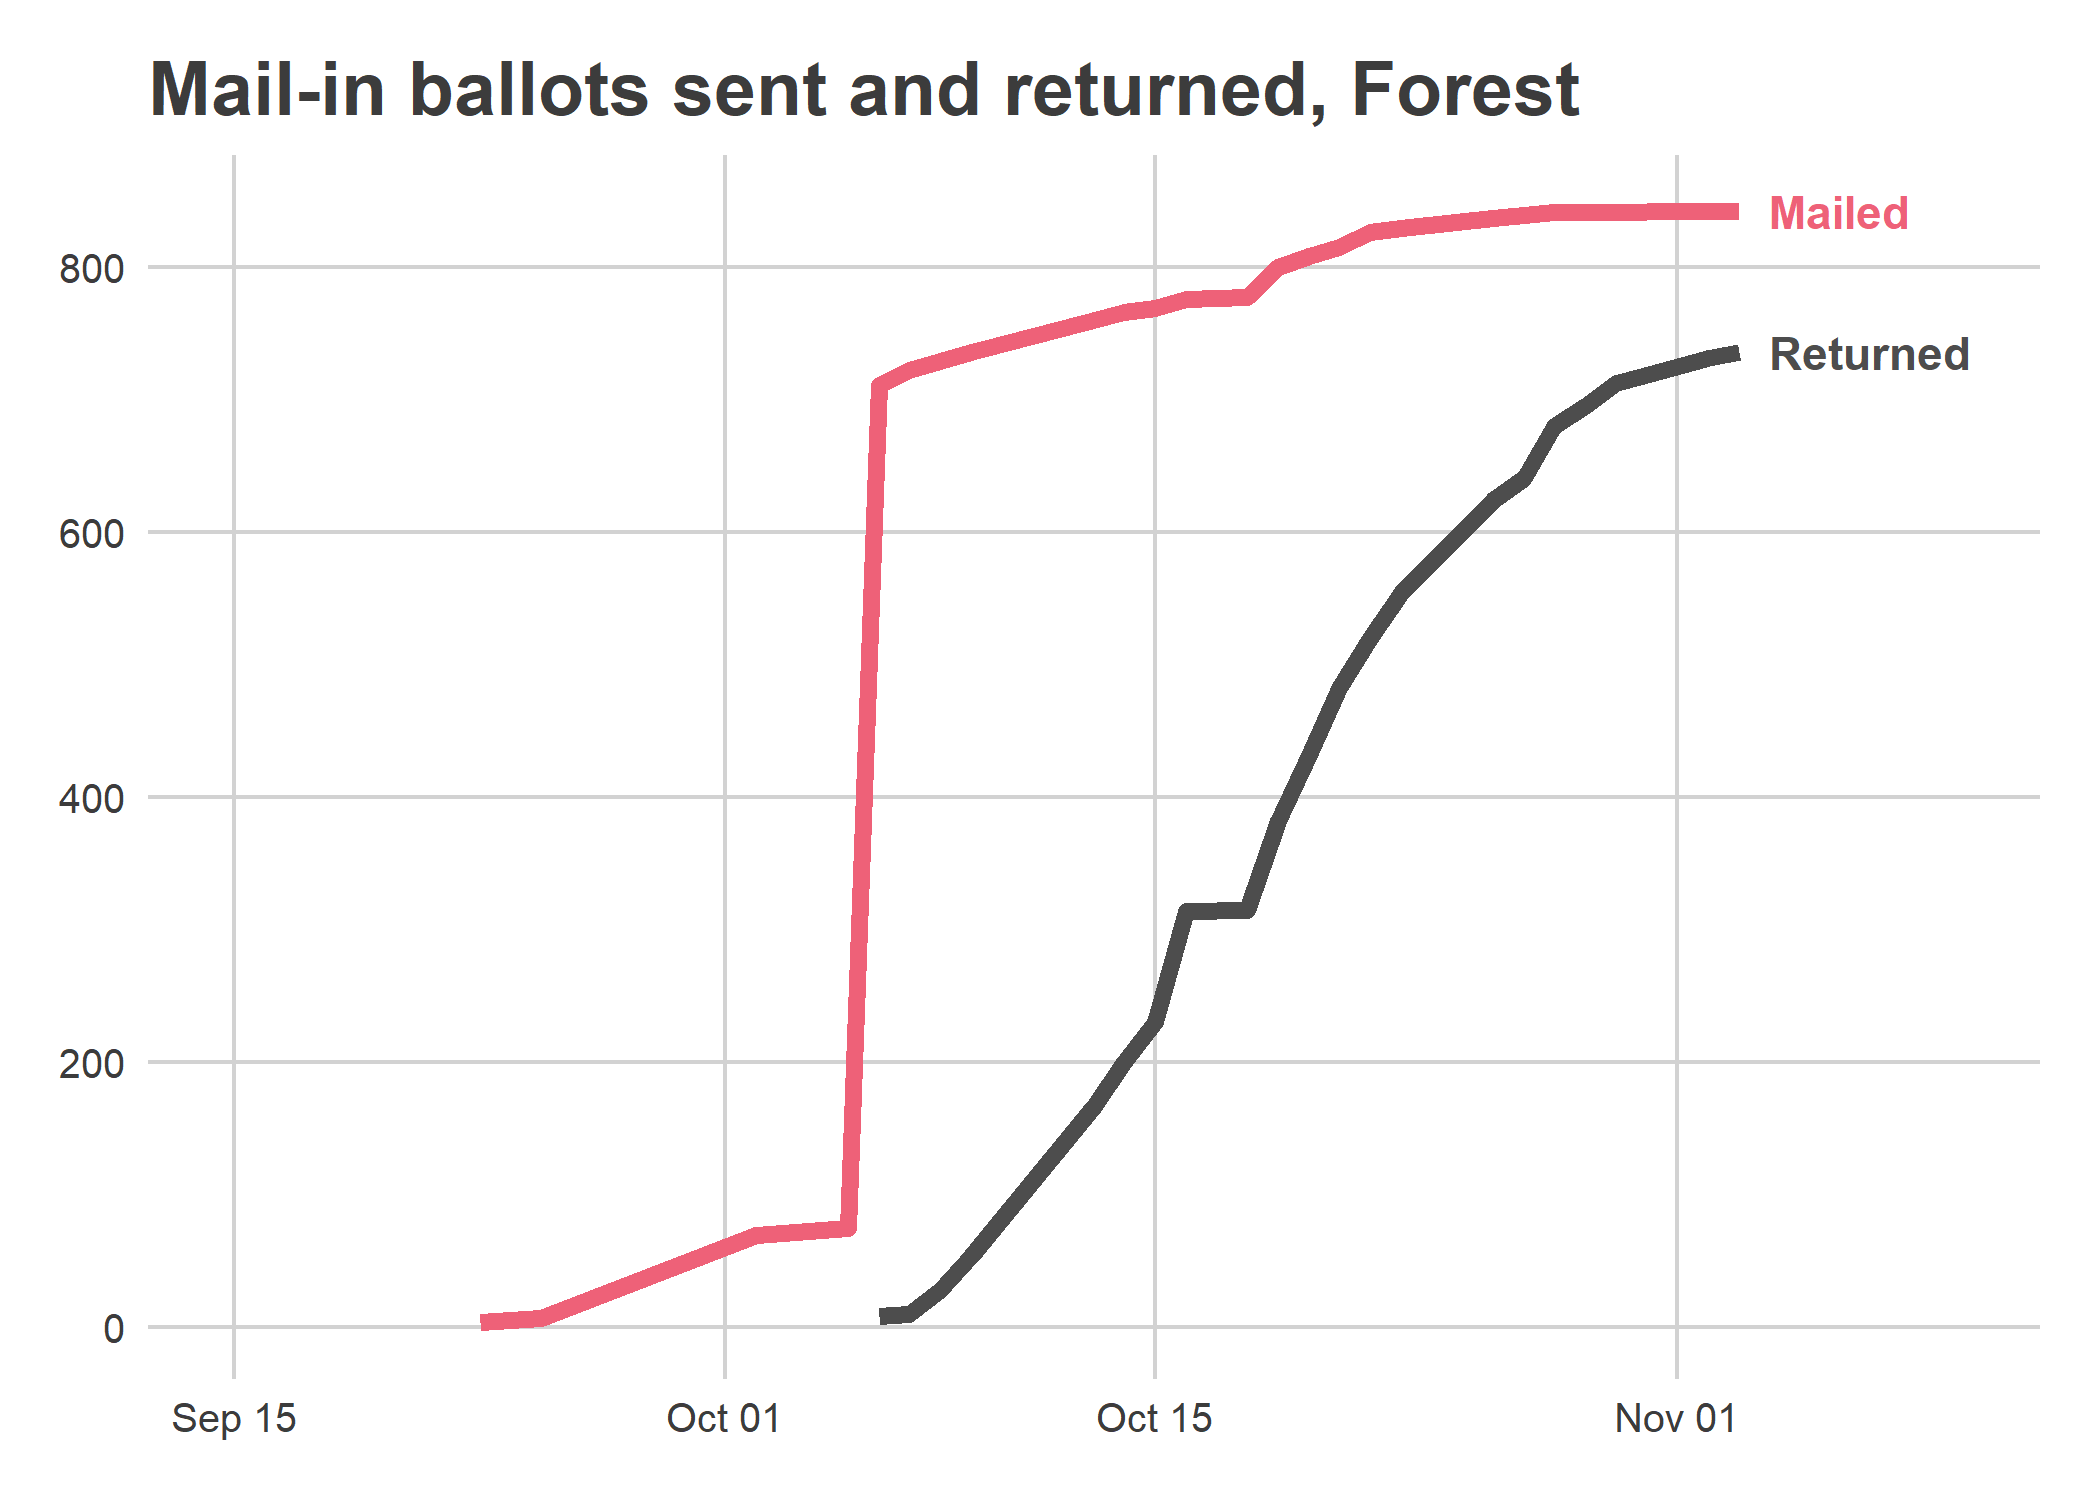 Mail-in ballots sent and returned, Forest
Mailed
800
Returned
600
400
200
0
Sep 15
Oct 01
Oct 15
Nov 01